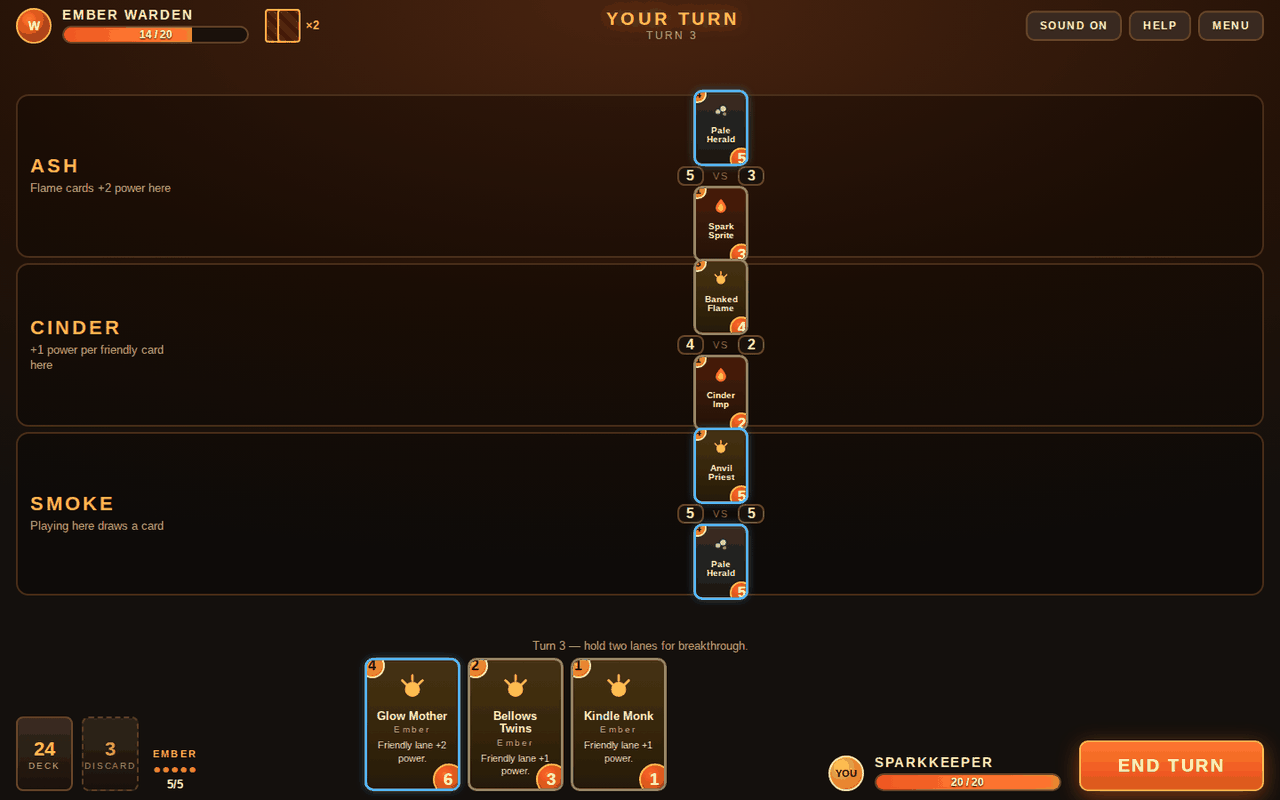 W
EMBER WARDEN
14 / 20
×2
YOUR TURN
TURN 3
SOUND ON
HELP
MENU
ASH
Flame cards +2 power here
Pale
Herald
5
5 VS 3
Spark
Sprite
3
CINDER
+1 power per friendly card
here
Banked
Flame
4
4 VS 2
Cinder
Imp
2
SMOKE
Playing here draws a card
Anvil
Priest
5
5 VS 5
Pale
Herald
5
Turn 3 — hold two lanes for breakthrough.
24
DECK
3
DISCARD
EMBER
5/5
4
Glow Mother
Ember
Friendly lane +2
power.
6
2
Bellows
Twins
Ember
Friendly lane +1
power.
3
1
Kindle Monk
Ember
Friendly lane +1
power.
1
YOU
SPARKKEEPER
20 / 20
END TURN